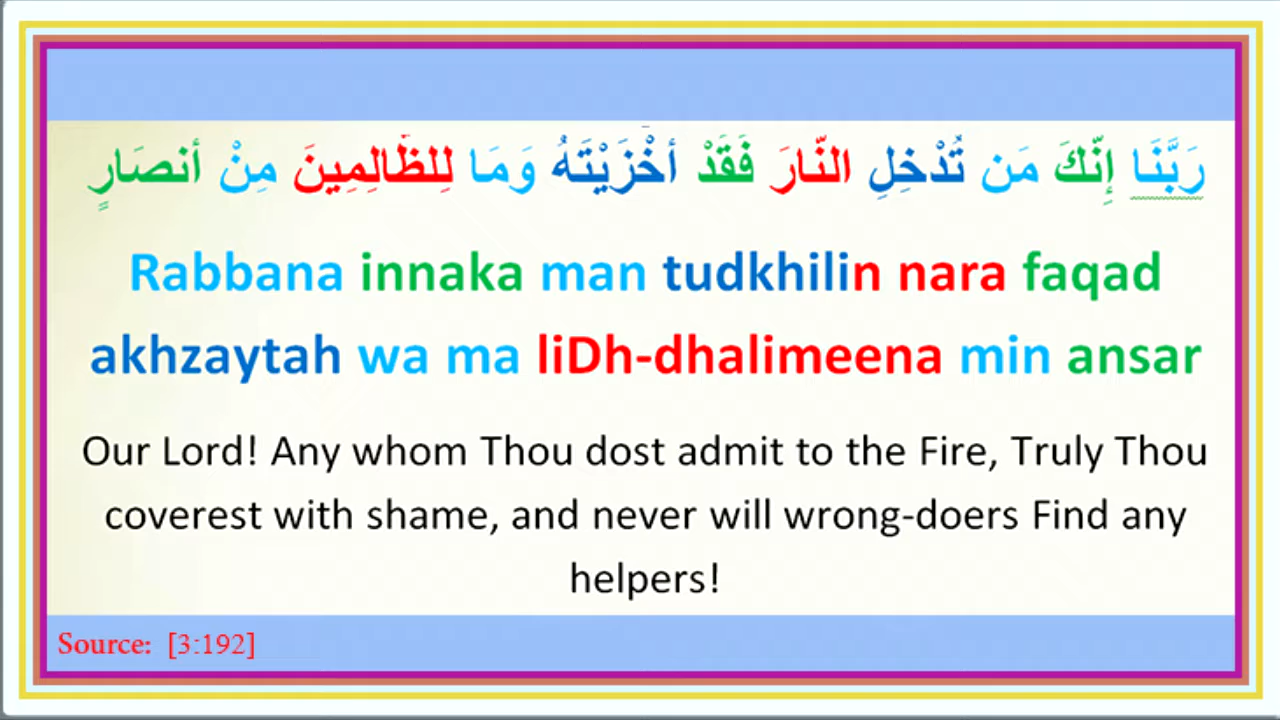 رَبَّنَا إِنَّكَ مَن تُدْخِلِ النَّارَ فَقَدْ أَخْزَيْتَهُ وَمَا لِلظَّالِمِينَ مِنْ أَنصَارٍ
Rabbana innaka man tudkhilin nara faqad
akhzaytah wa ma liDh-dhalimeena min ansar
Our Lord! Any whom Thou dost admit to the Fire, Truly Thou
coverest with shame, and never will wrong-doers Find any
helpers!
Source: [3:192]